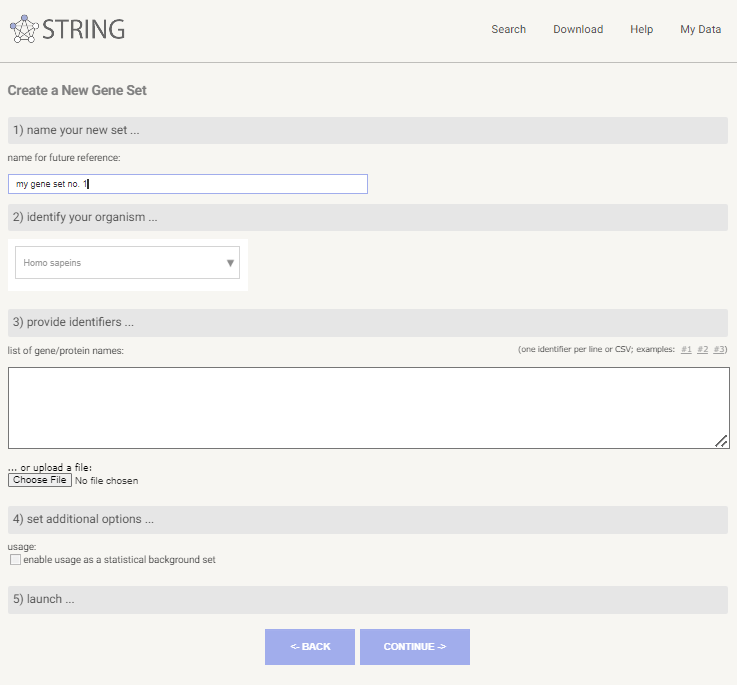 STRING
Search Download Help My Data
Create a New Gene Set
1) name your new set ...
name for future reference:
my gene set no. 1
2) identify your organism ...
Homo sapeins
3) provide identifiers ...
list of gene/protein names: (one identifier per line or CSV; examples: #1 #2 #3)
... or upload a file:
Choose File No file chosen
4) set additional options ...
usage:
enable usage as a statistical background set
5) launch ...
<- BACK CONTINUE ->